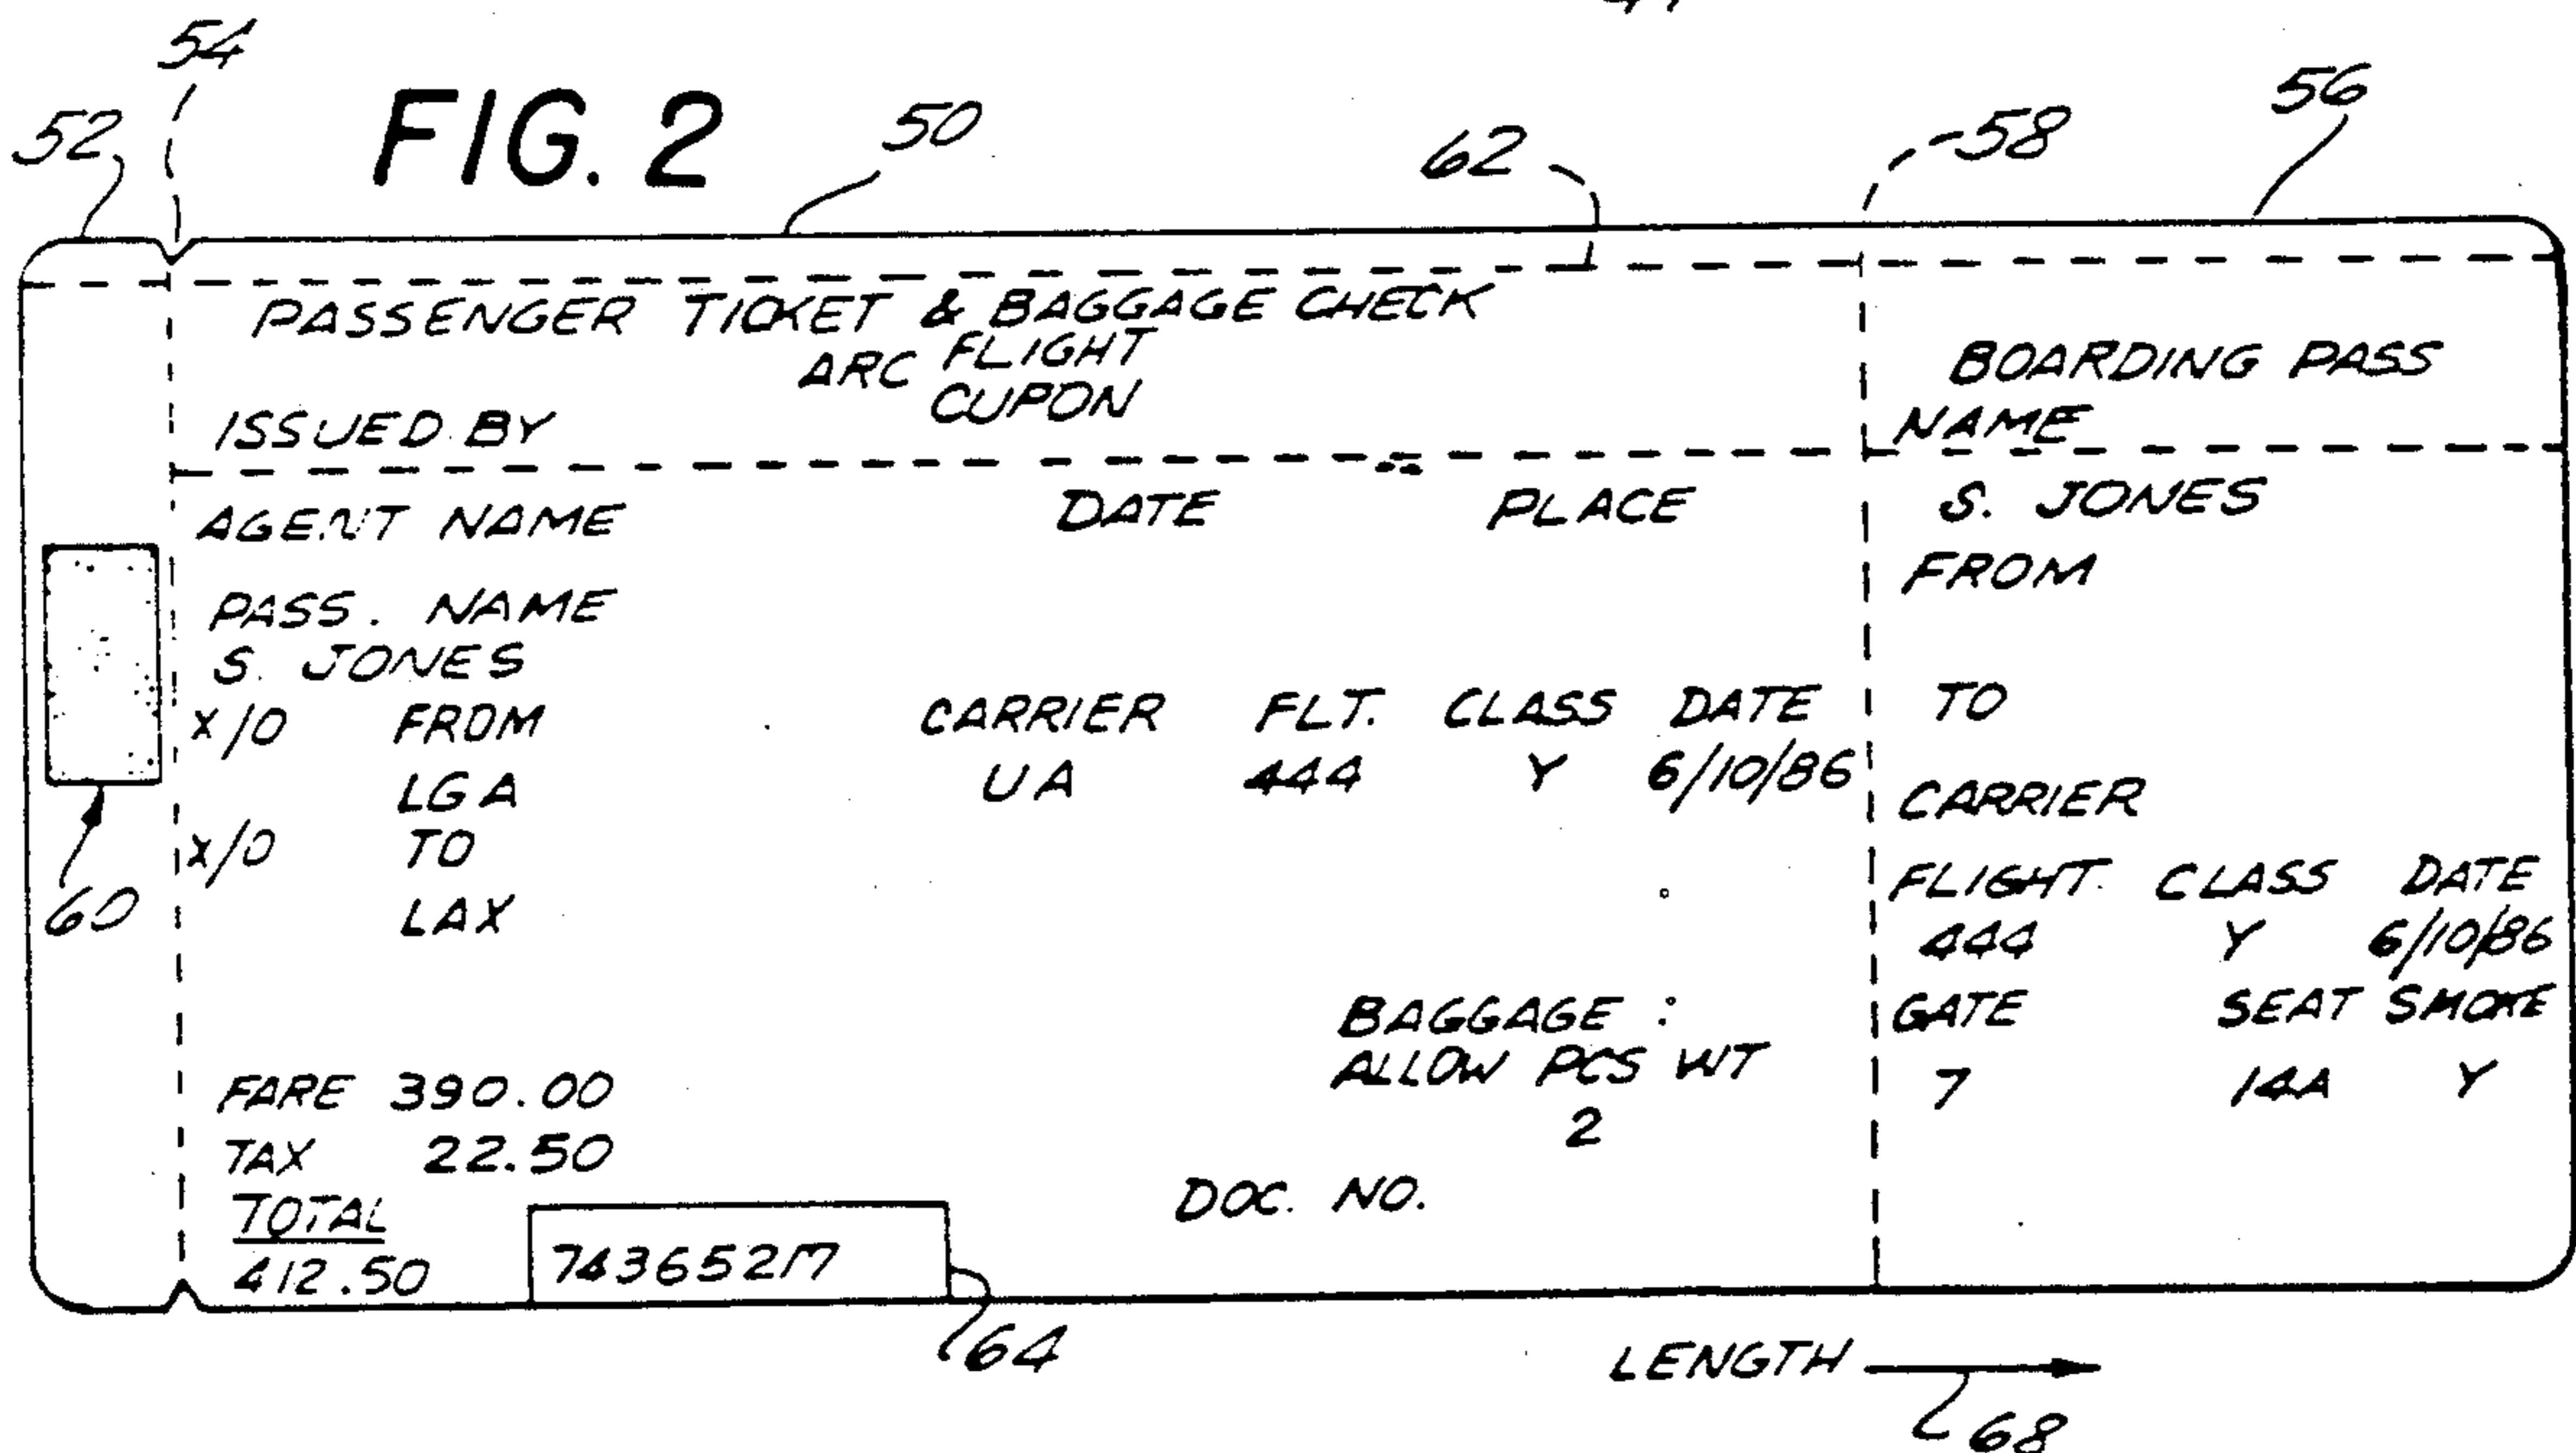 54
52 FIG. 2 50 62 58 56
PASSENGER TICKET & BAGGAGE CHECK
ARC FLIGHT
CUPON
ISSUED BY
BOARDING PASS
NAME
AGENT NAME DATE PLACE S. JONES
FROM
PASS. NAME
S. JONES
X/O FROM CARRIER FLT. CLASS DATE TO
LGA UA 444 Y 6/10/86 CARRIER
X/O TO
60 LAX
FLIGHT CLASS DATE
444 Y 6/10/86
BAGGAGE : GATE SEAT SMOKE
FARE 390.00 ALLOW PCS WT 7 14A Y
2
TAX 22.50
TOTAL DOC. NO.
412.50 743652
64
LENGTH
68